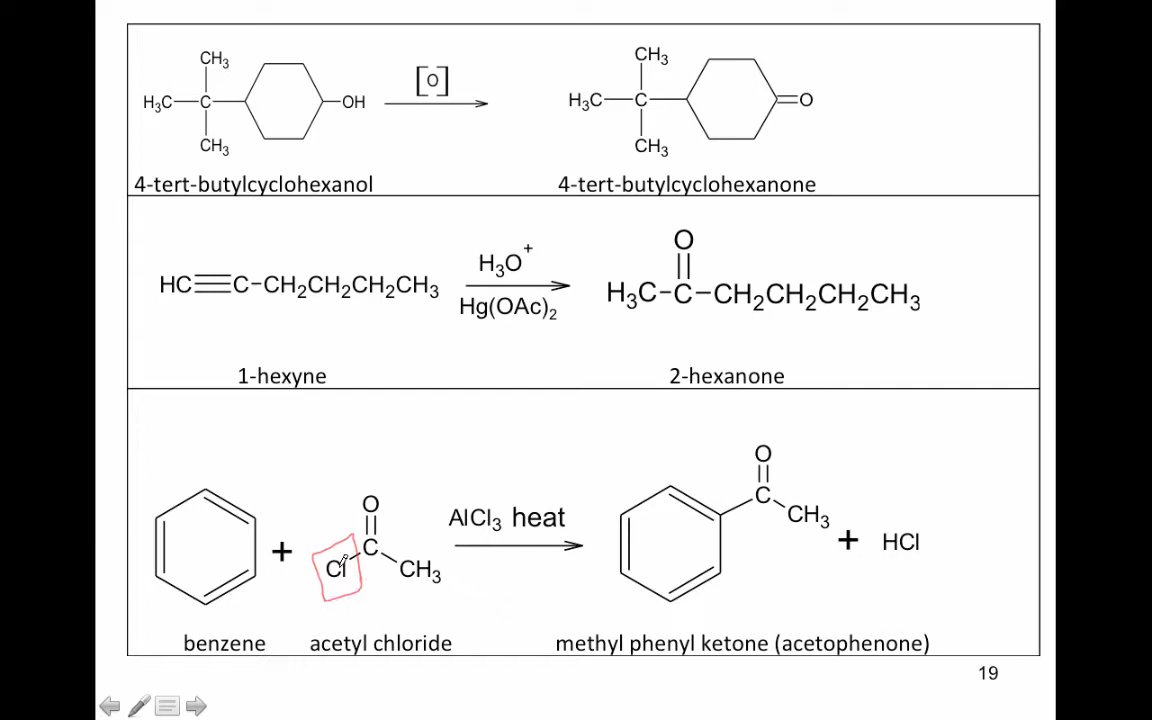 CH₃ CH₃
H₃C C OH [O] H₃C C O
CH₃ CH₃
4-tert-butylcyclohexanol 4-tert-butylcyclohexanone
O
H₃O⁺
HC≡C-CH₂CH₂CH₂CH₃ H₃C-C-CH₂CH₂CH₂CH₃
Hg(OAc)₂
1-hexyne 2-hexanone
O
O C
AlCl₃ heat CH₃
+ Cl C CH₃ + HCl
benzene acetyl chloride methyl phenyl ketone (acetophenone)
19